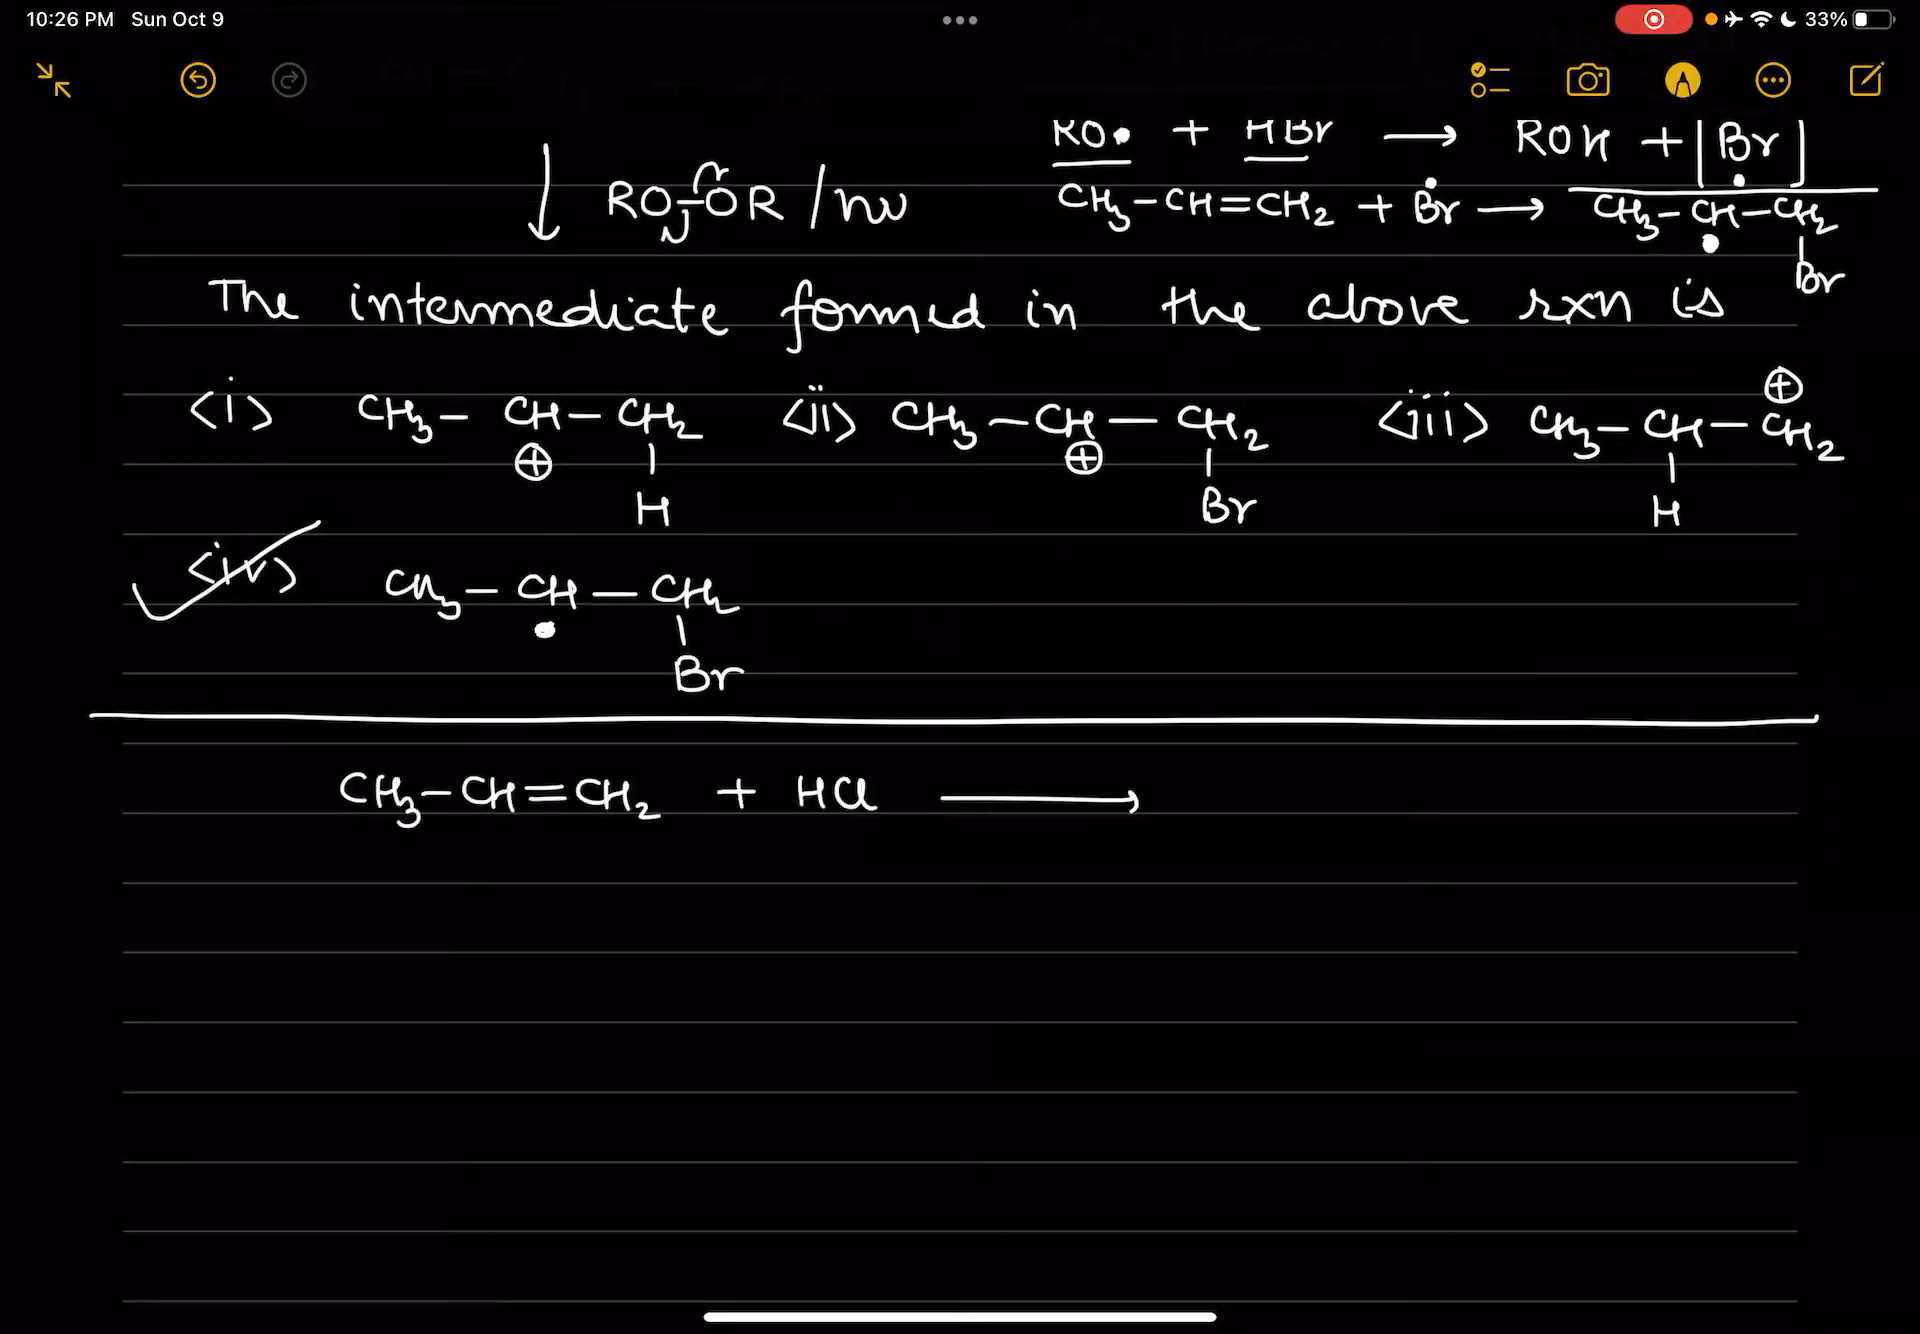 10:26 PM Sun Oct 9
33%
RO• + HBr ⟶ ROH + Br•
↓ RO-OR / hν
CH3-CH=CH2 + Br• ⟶ CH3-CH•-CH2
Br
The intermediate formed in the above rxn is
(i) CH3-CH-CH2 (ii) CH3-CH-CH2 (iii) CH3-CH-CH2 ⊕
⊕ H ⊕ Br H
(iv) CH3-CH-CH2
• Br
CH3-CH=CH2 + HCl ⟶